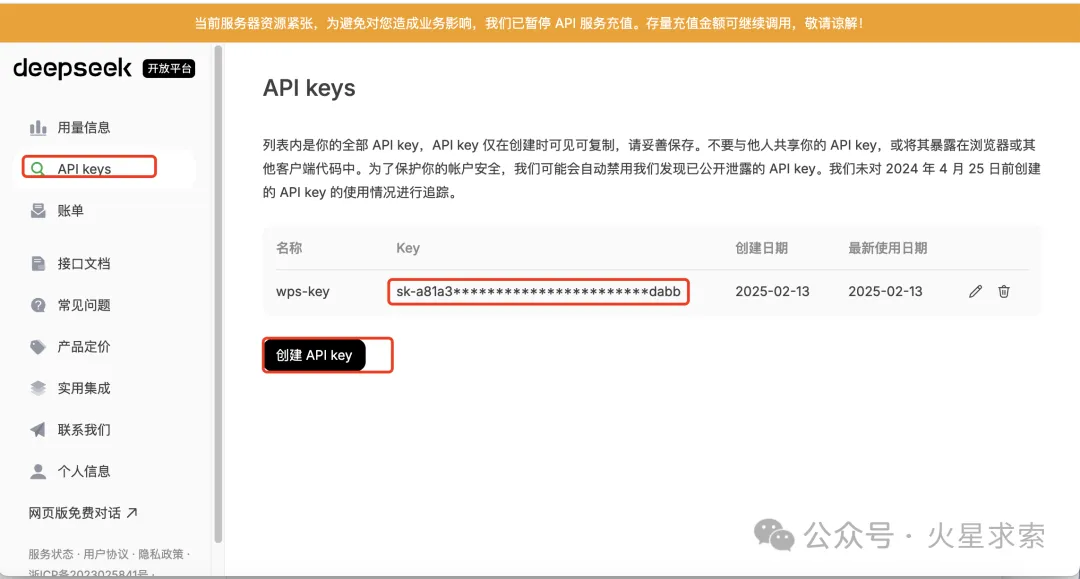 当前服务器资源紧张，为避免对您造成业务影响，我们已暂停 API 服务充值。存量充值金额可继续调用，敬请谅解！
deepseek 开放平台
用量信息
API keys
账单
接口文档
常见问题
产品定价
实用集成
联系我们
个人信息
网页版免费对话 ↗
服务状态 · 用户协议 · 隐私政策 ·
浙ICP备2023025841号 ·
API keys
列表内是你的全部 API key，API key 仅在创建时可见可复制，请妥善保存。不要与他人共享你的 API key，或将其暴露在浏览器或其
他客户端代码中。为了保护你的帐户安全，我们可能会自动禁用我们发现已公开泄露的 API key。我们未对 2024 年 4 月 25 日前创建
的 API key 的使用情况进行追踪。
名称 Key 创建日期 最新使用日期
wps-key sk-a81a3***********************dabb 2025-02-13 2025-02-13
创建 API key
公众号 · 火星求索